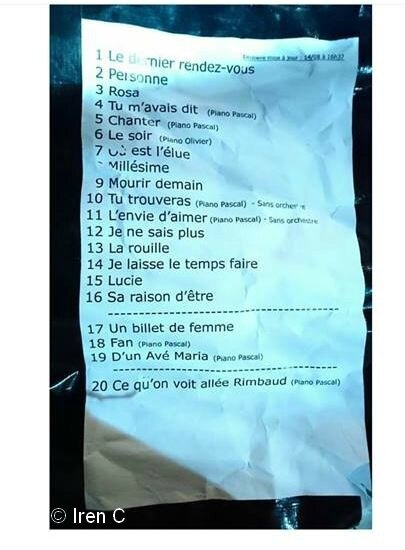 Dernière mise à jour : 14/08 à 16h37
1 Le dernier rendez-vous
2 Personne
3 Rosa
4 Tu m'avais dit (Piano Pascal)
5 Chanter (Piano Pascal)
6 Le soir (Piano Olivier)
7 Où est l'élue
Millésime
9 Mourir demain
10 Tu trouveras (Piano Pascal) - Sans orchestre
11 L'envie d'aimer (Piano Pascal) - Sans orchestre
12 Je ne sais plus
13 La rouille
14 Je laisse le temps faire
15 Lucie
16 Sa raison d'être
17 Un billet de femme
18 Fan (Piano Pascal)
19 D'un Avé Maria (Piano Pascal)
20 Ce qu'on voit allée Rimbaud (Piano Pascal)
© Iren C